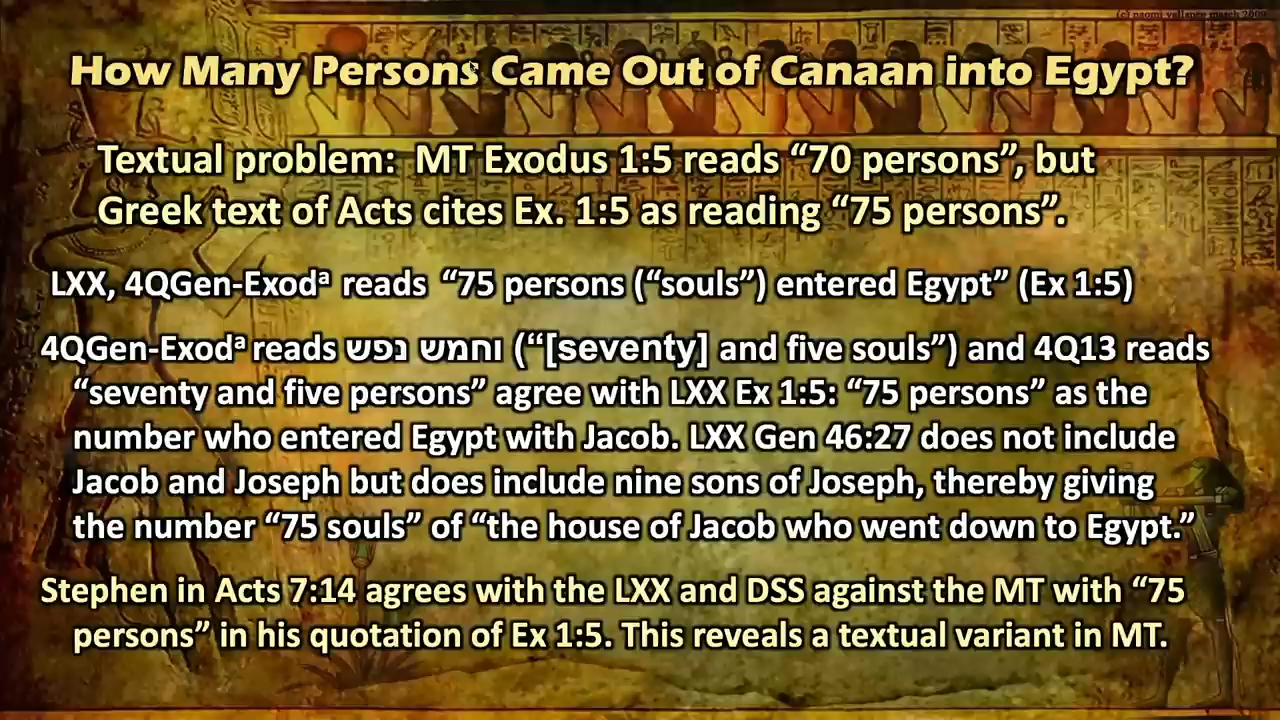 (c) naomi vallance march 2009
How Many Persons Came Out of Canaan into Egypt?
Textual problem:  MT Exodus 1:5 reads “70 persons”, but
Greek text of Acts cites Ex. 1:5 as reading “75 persons”.
LXX, 4QGen-Exodᵃ reads “75 persons (“souls”) entered Egypt” (Ex 1:5)
4QGen-Exodᵃ reads וחמש נפש (“[seventy] and five souls”) and 4Q13 reads
“seventy and five persons” agree with LXX Ex 1:5: “75 persons” as the
number who entered Egypt with Jacob. LXX Gen 46:27 does not include
Jacob and Joseph but does include nine sons of Joseph, thereby giving
the number “75 souls” of “the house of Jacob who went down to Egypt.”
Stephen in Acts 7:14 agrees with the LXX and DSS against the MT with “75
persons” in his quotation of Ex 1:5. This reveals a textual variant in MT.